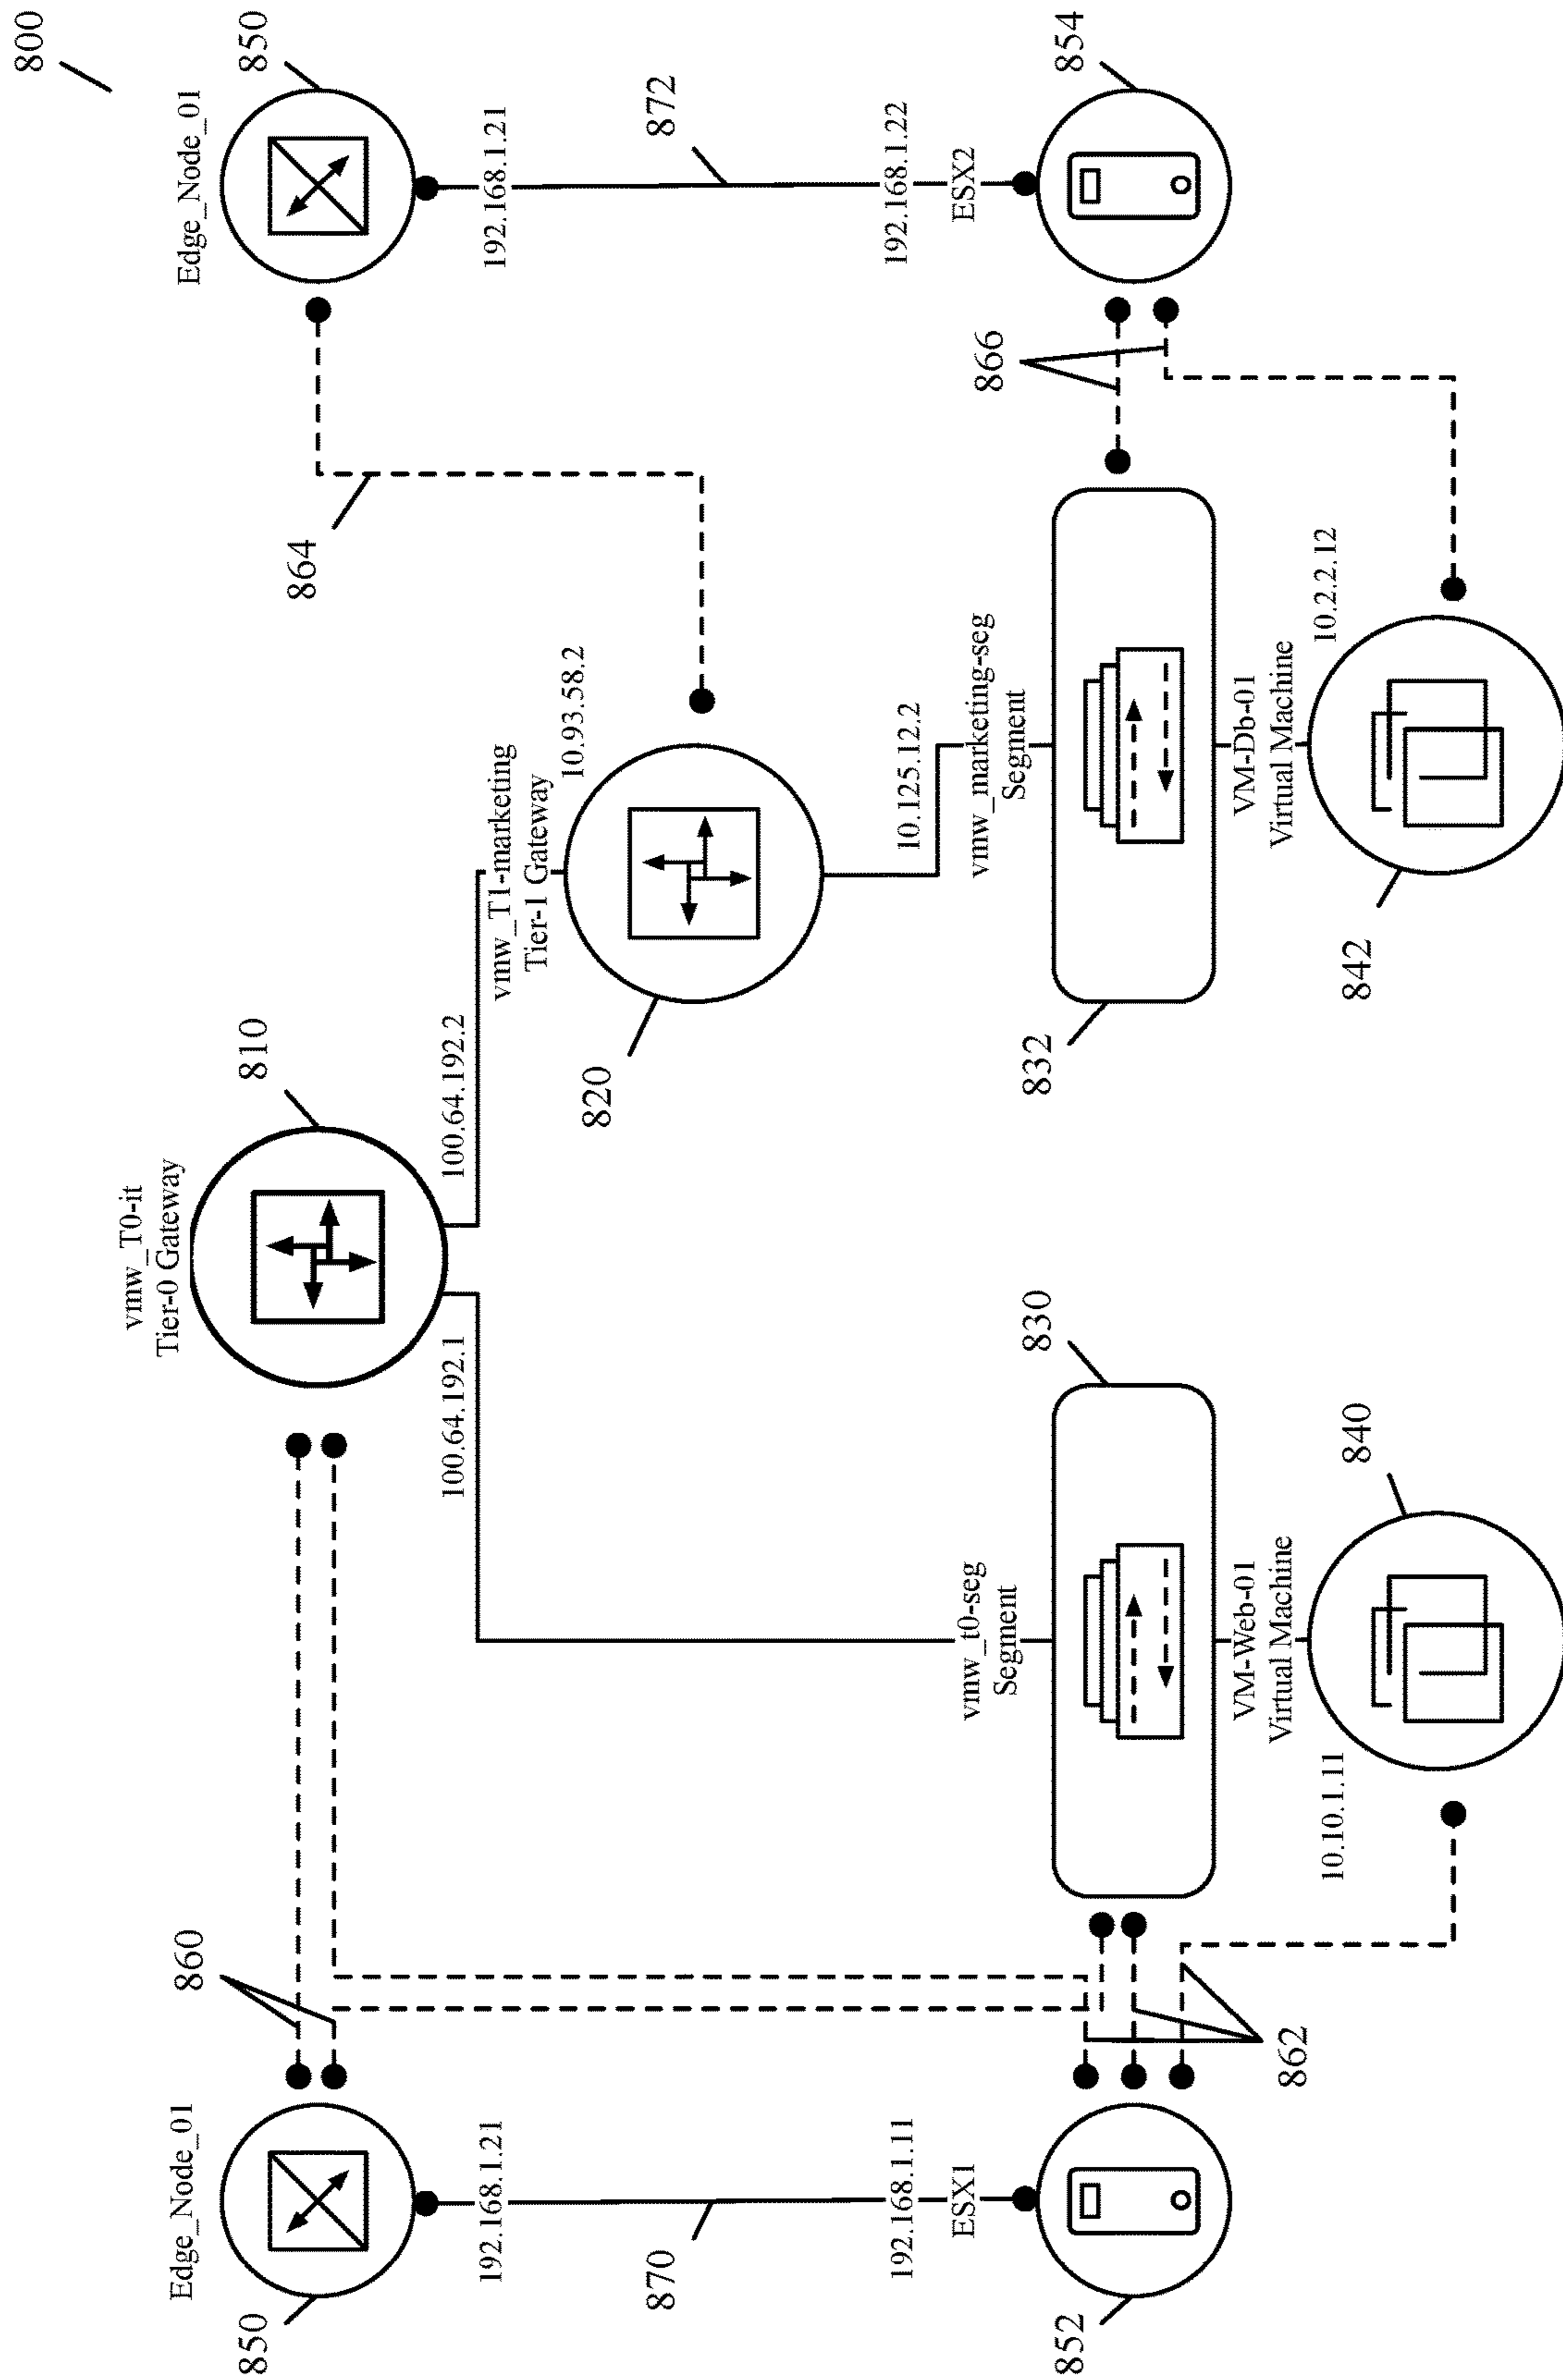 800
Edge_Node_01
850
192.168.1.21
870
192.168.1.11
ESX1
852
860
862
vmw_T0-it
Tier-0 Gateway
810
100.64.192.1
100.64.192.2
vmw_t0-seg
Segment
830
VM-Web-01
Virtual Machine
10.10.1.11
840
vmw_T1-marketing
Tier-1 Gateway
10.93.58.2
820
10.125.12.2
vmw_marketing-seg
Segment
832
VM-Db-01
Virtual Machine
10.2.2.12
842
864
866
Edge_Node_01
850
192.168.1.21
872
192.168.1.22
ESX2
854